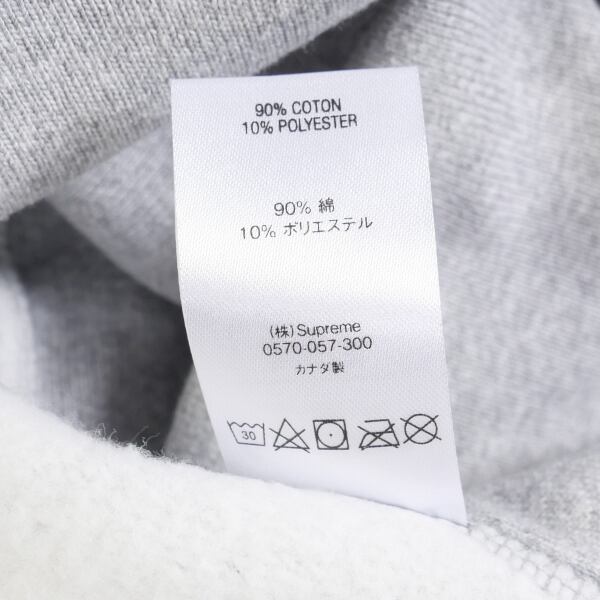 90% COTON
10% POLYESTER
90% 綿
10% ポリエステル
(株) Supreme
0570-057-300
カナダ製
30